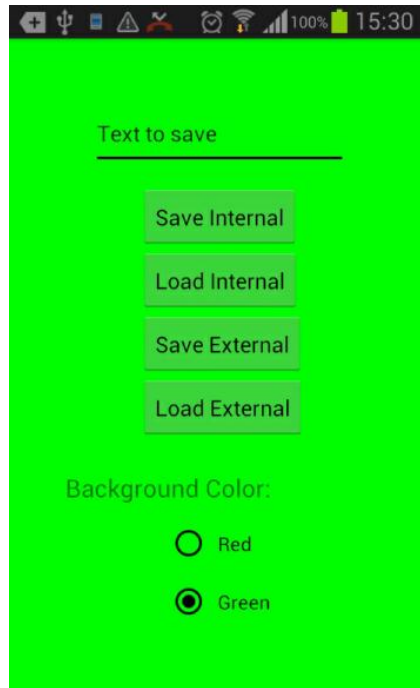 100% 15:30
Text to save
Save Internal
Load Internal
Save External
Load External
Background Color:
Red
Green